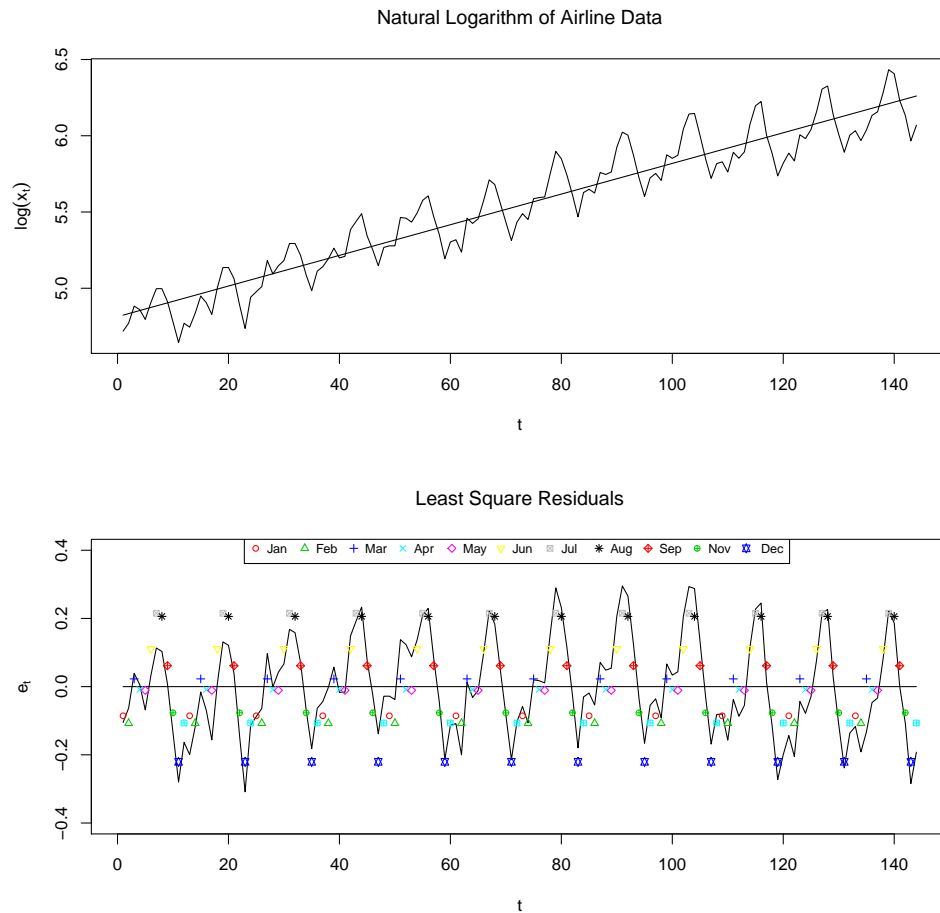 Natural Logarithm of Airline Data
log(xt)
5.0 5.5 6.0 6.5
0 20 40 60 80 100 120 140
t
Least Square Residuals
Jan Feb Mar Apr May Jun Jul Aug Sep Nov Dec
et
−0.4 −0.2 0.0 0.2 0.4
0 20 40 60 80 100 120 140
t